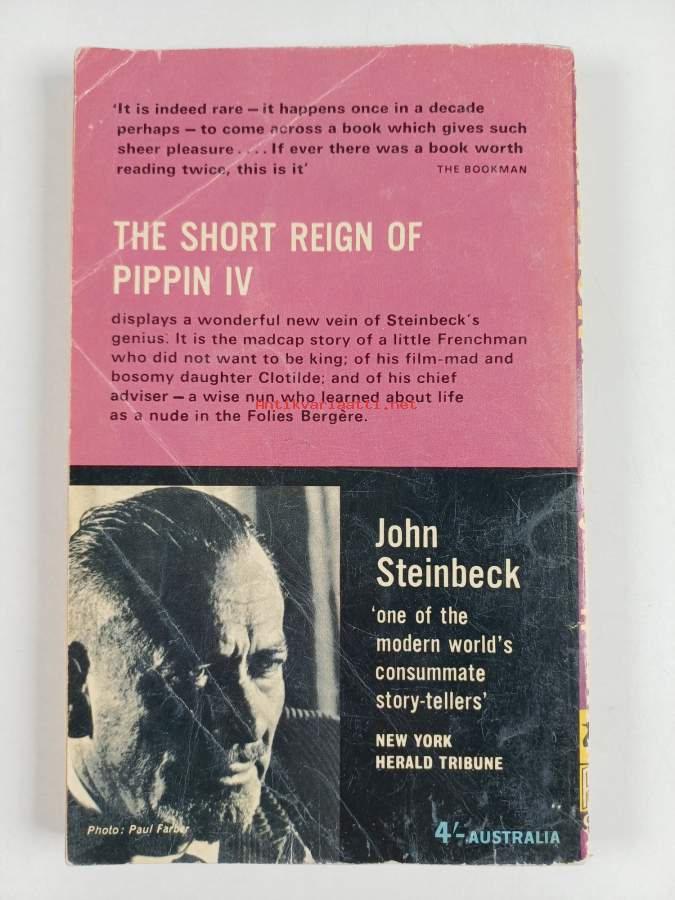 'It is indeed rare – it happens once in a decade
perhaps – to come across a book which gives such
sheer pleasure . . . . If ever there was a book worth
reading twice, this is it'
THE BOOKMAN
THE SHORT REIGN OF
PIPPIN IV
displays a wonderful new vein of Steinbeck's
genius. It is the madcap story of a little Frenchman
who did not want to be king; of his film-mad and
bosomy daughter Clotilde; and of his chief
adviser – a wise nun who learned about life
Antikvariaatti.net
as a nude in the Folies Bergère.
John
Steinbeck
'one of the
modern world's
consummate
story-tellers'
NEW YORK
HERALD TRIBUNE
Photo: Paul Farber
4/- AUSTRALIA